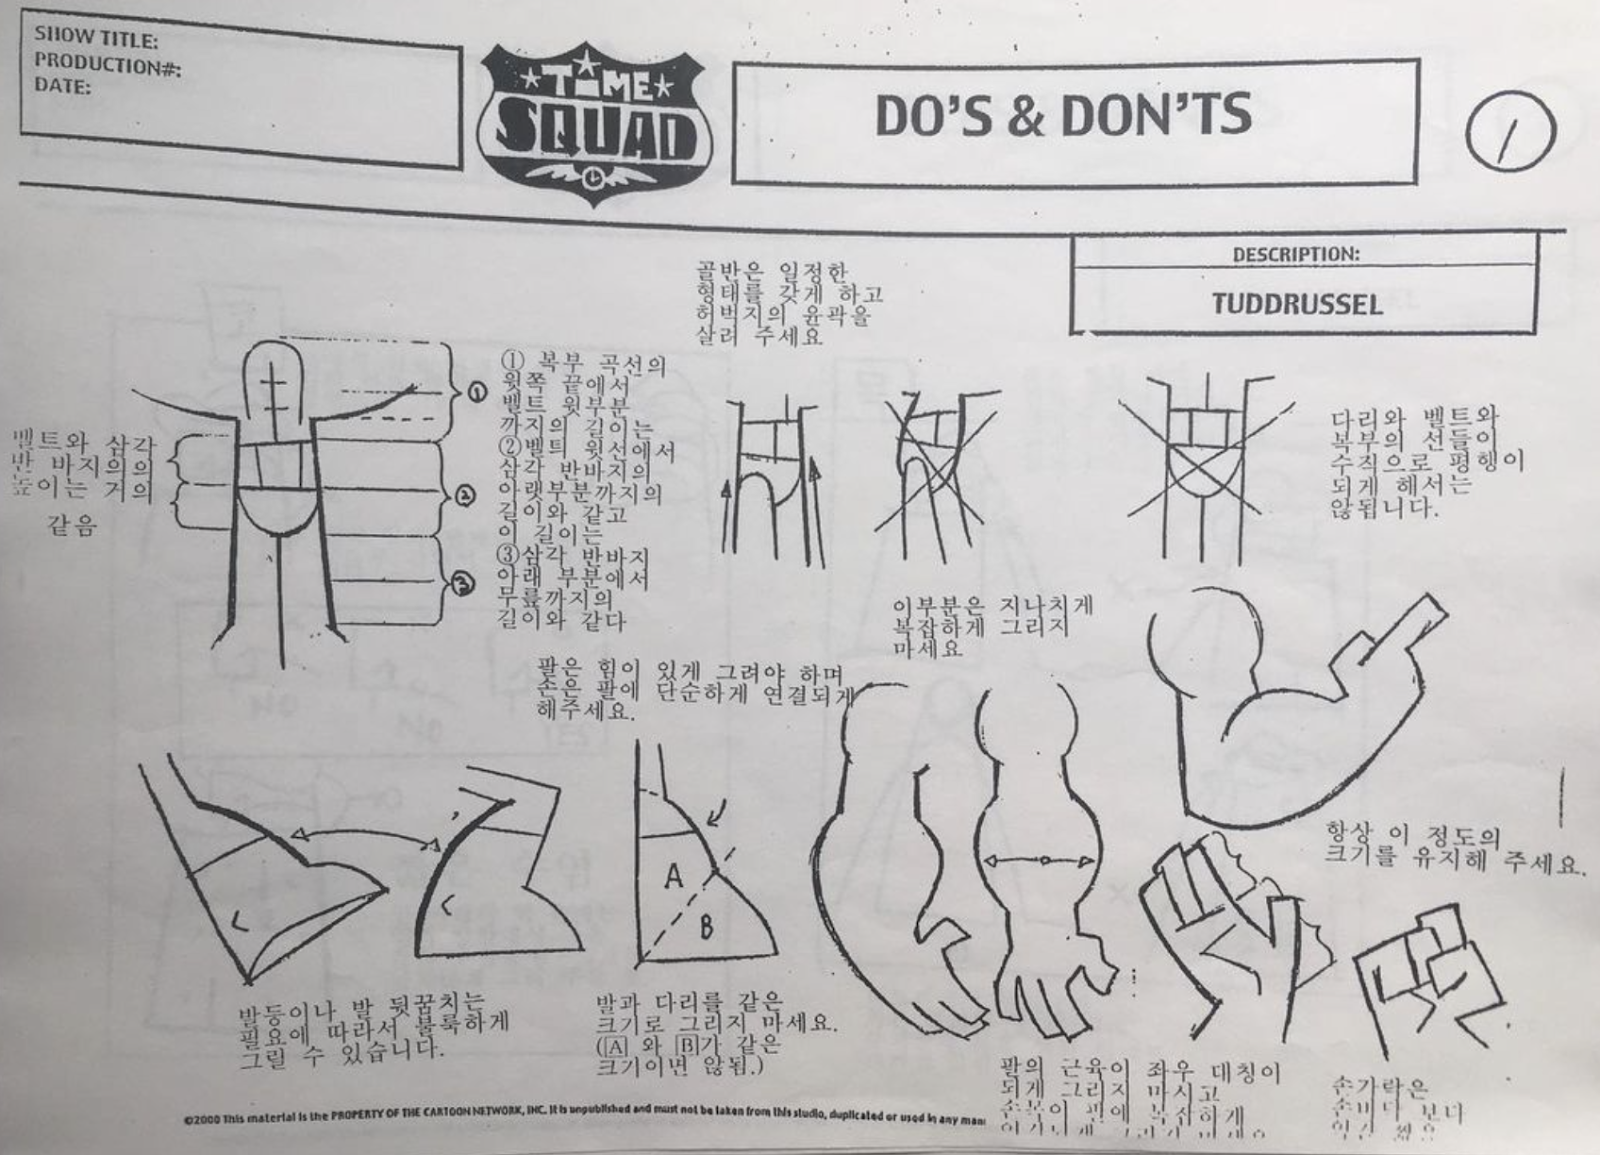 SHOW TITLE:
PRODUCTION#:
DATE:
TIME
SQUAD
DO'S & DON'TS
1
DESCRIPTION:
TUDDRUSSEL
골반은 일정한
형태를 갖게 하고
허벅지의 윤곽을
살려 주세요
벨트와 삼각
반 바지의의
높이는 거의
같음
①
②
③
① 복부 곡선의
윗쪽 끝에서
벨트 윗부분
까지의 길이는
②벨틔 윗선에서
삼각 반바지의
아랫부분까지의
길이와 같고
이 길이는
③삼각 반바지
아래 부분에서
무릎까지의
길이와 같다
다리와 벨트와
복부의 선들이
수직으로 평행이
되게 해서는
않됩니다.
이부분은 지나치게
복잡하게 그리지
마세요
팔은 힘이 있게 그려야 하며
손은 팔에 단순하게 연결되게
해주세요.
A
B
항상 이 정도의
크기를 유지해 주세요.
발등이나 발 뒷꿈치는
필요에 따라서 불룩하게
그릴 수 있습니다.
발과 다리를 같은
크기로 그리지 마세요.
(A 와 B가 같은
크기이면 않됨.)
팔의 근육이 좌우 대칭이
되게 그리지 마시고
손목이 팔에 복잡하게
손가락은
손바닥 보다
©2000 This material is the PROPERTY OF THE CARTOON NETWORK, INC. It is unpublished and must not be taken from this studio, duplicated or used in any